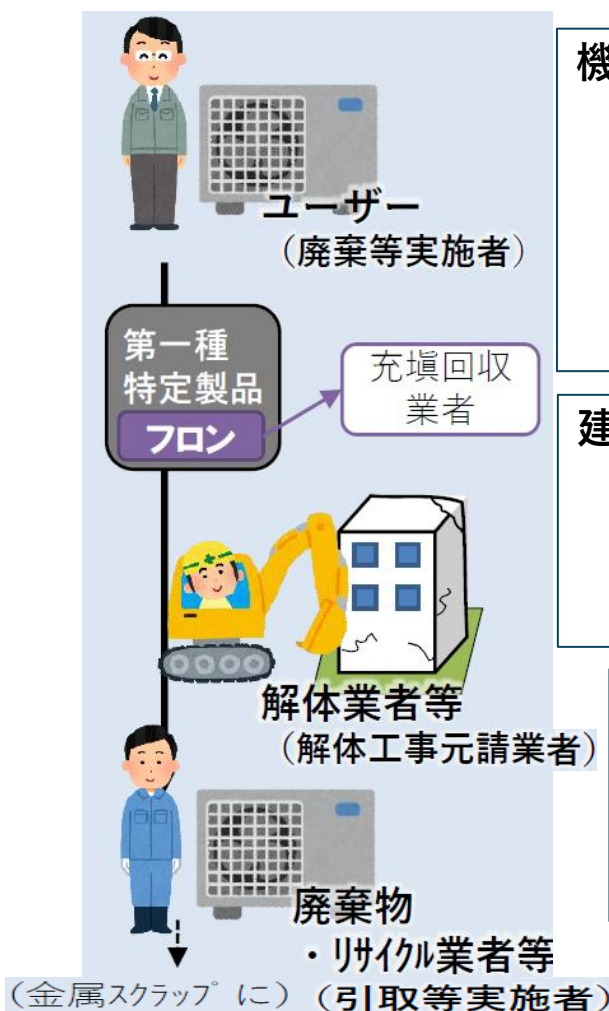 機
ユーザー
（廃棄等実施者）
第一種
特定製品
フロン
充塡回収
業者
建
解体業者等
（解体工事元請業者）
廃棄物
・リサイクル業者等
（金属スクラップに）（引取等実施者）